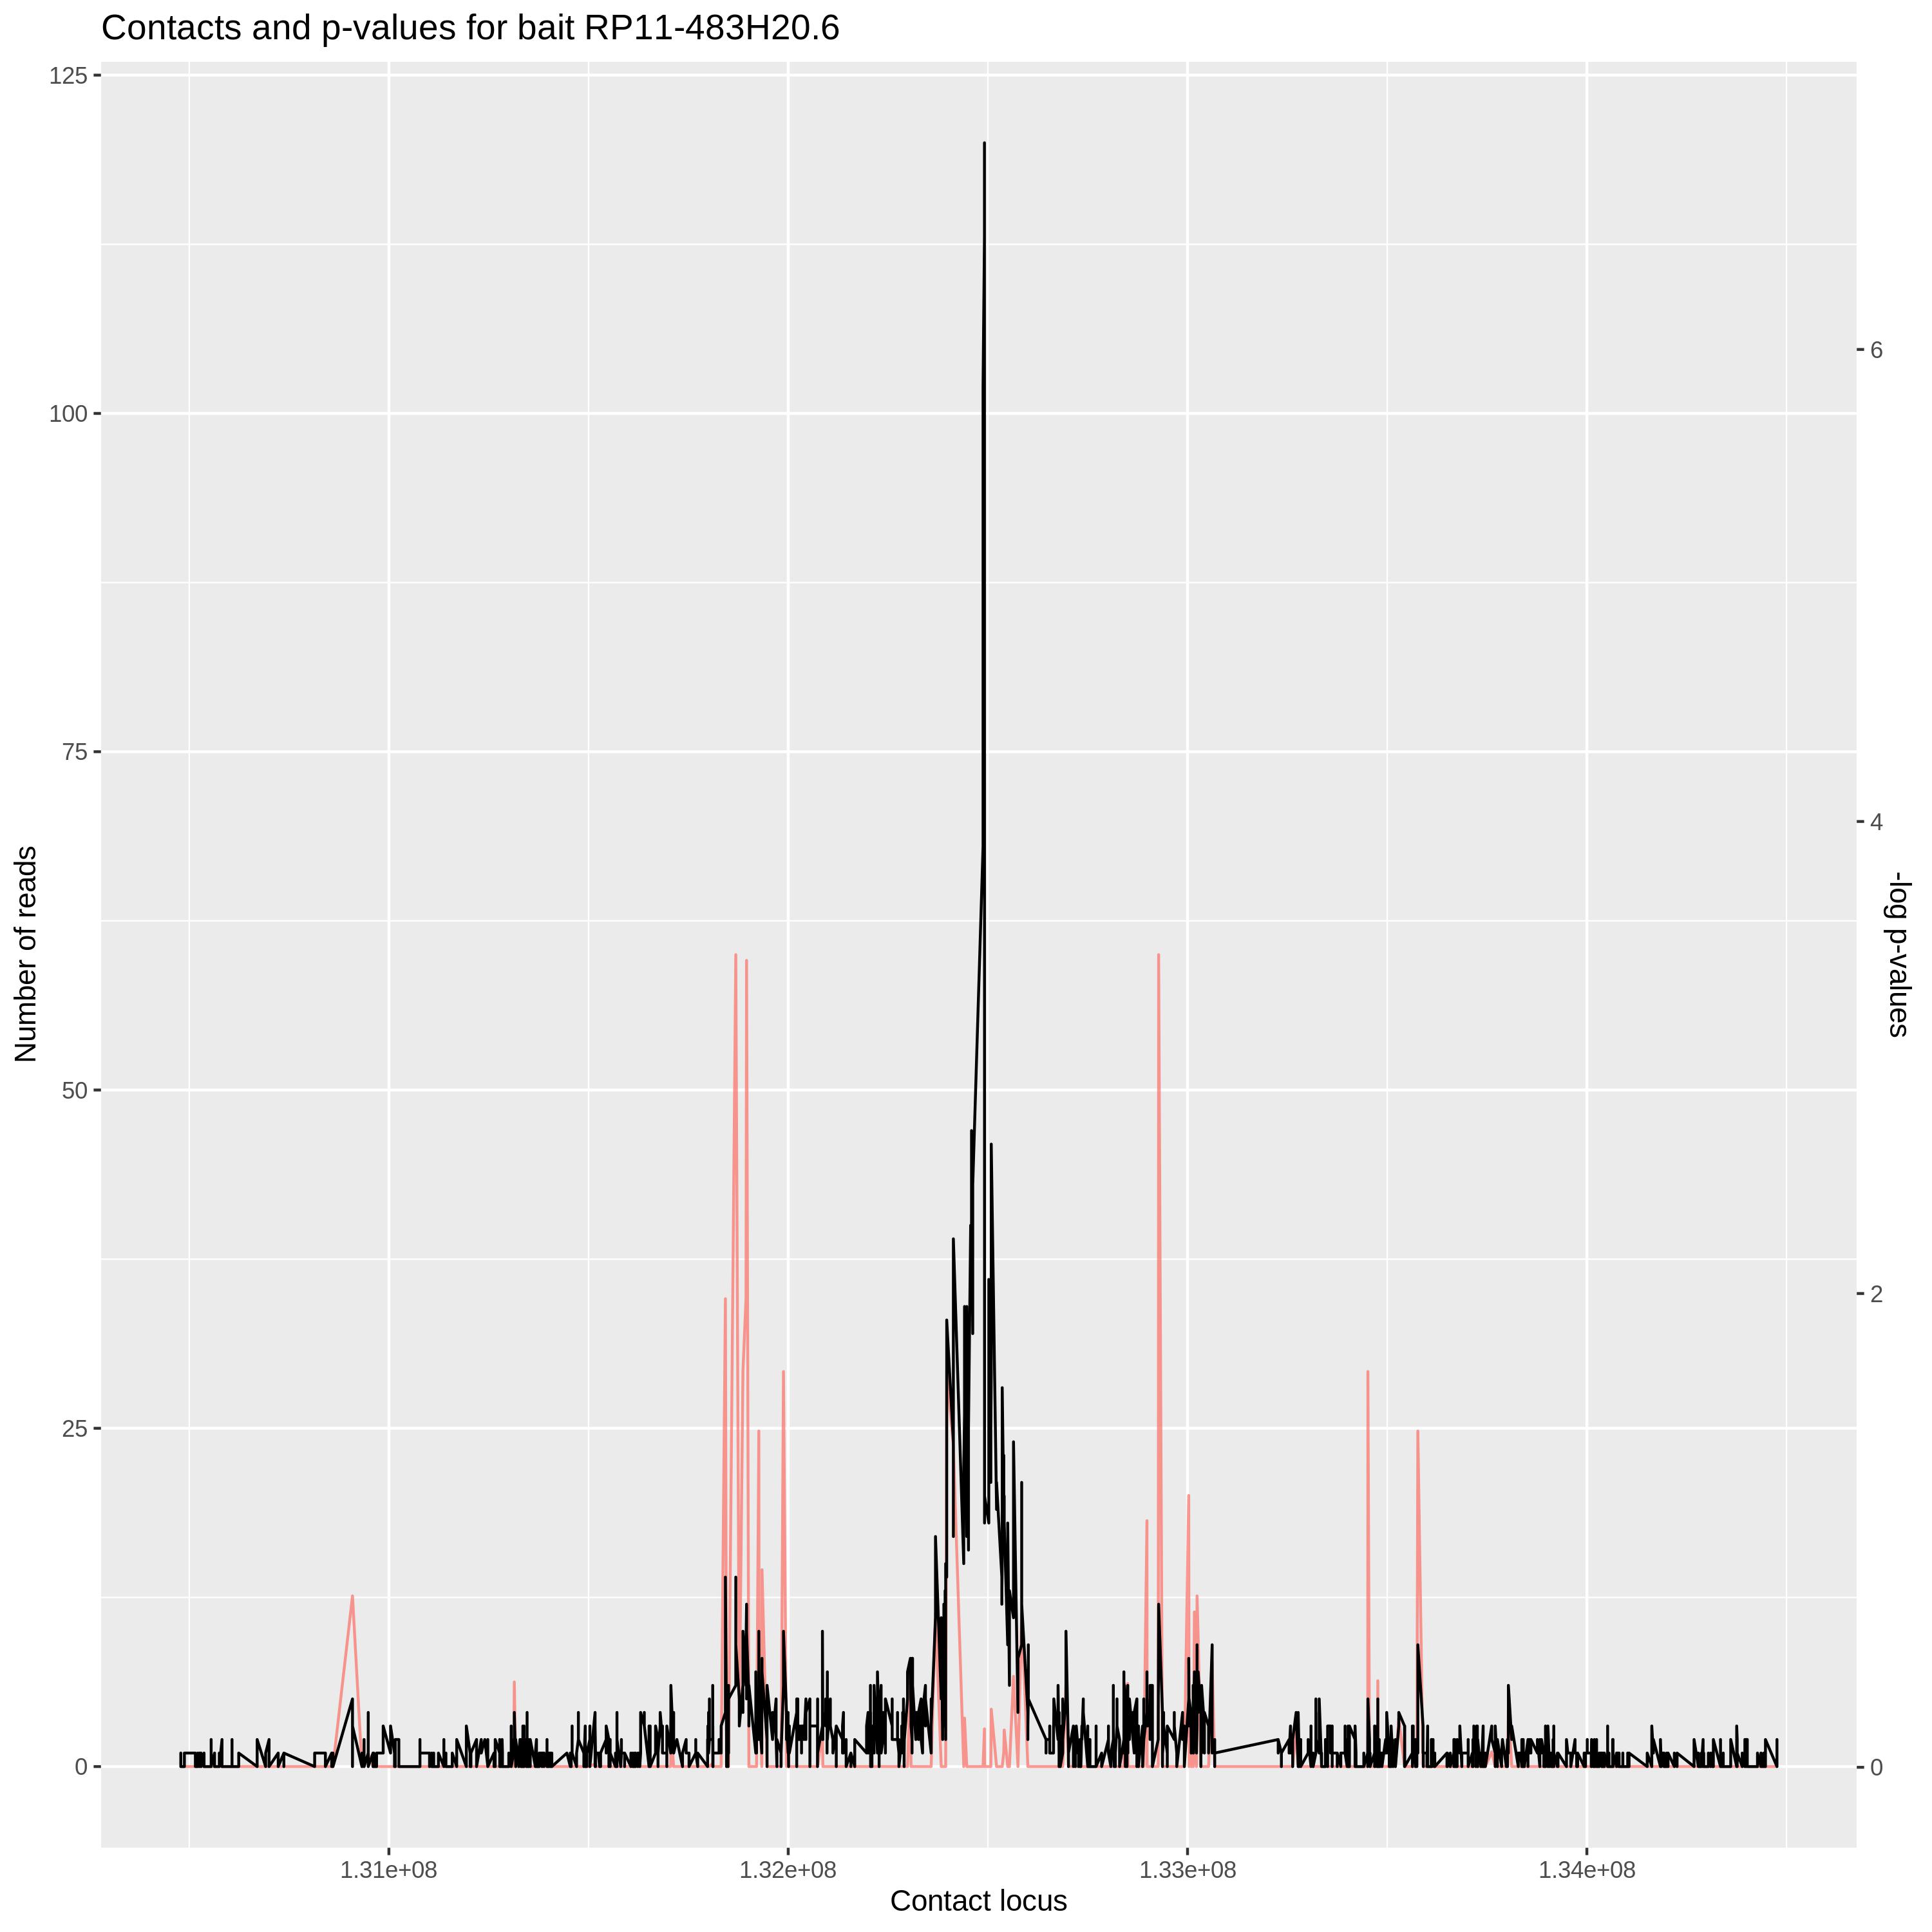 Contacts and p-values for bait RP11-483H20.6
125
100
75
50
25
0
Number of reads
6
4
2
0
-log p-values
1.31e+08
1.32e+08
1.33e+08
1.34e+08
Contact locus